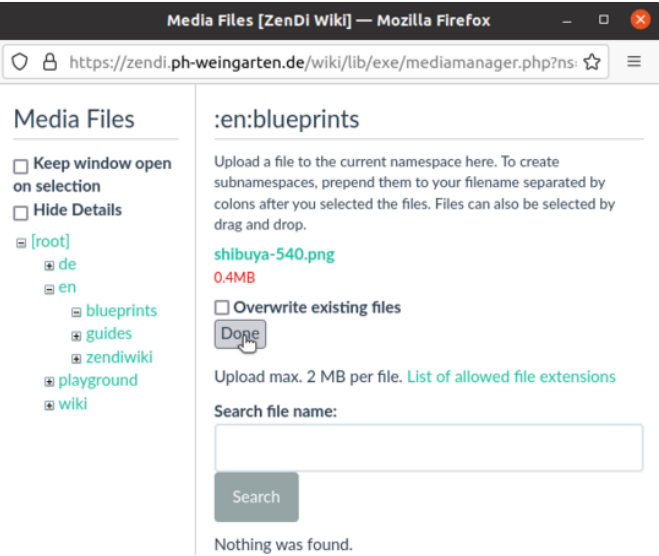 Media Files [ZenDi Wiki] — Mozilla Firefox
https://zendi.ph-weingarten.de/wiki/lib/exe/mediamanager.php?ns
Media Files
Keep window open
on selection
Hide Details
[root]
de
en
blueprints
guides
zendiwiki
playground
wiki
:en:blueprints
Upload a file to the current namespace here. To create
subnamespaces, prepend them to your filename separated by
colons after you selected the files. Files can also be selected by
drag and drop.
shibuya-540.png
0.4MB
Overwrite existing files
Done
Upload max. 2 MB per file. List of allowed file extensions
Search file name:
Search
Nothing was found.